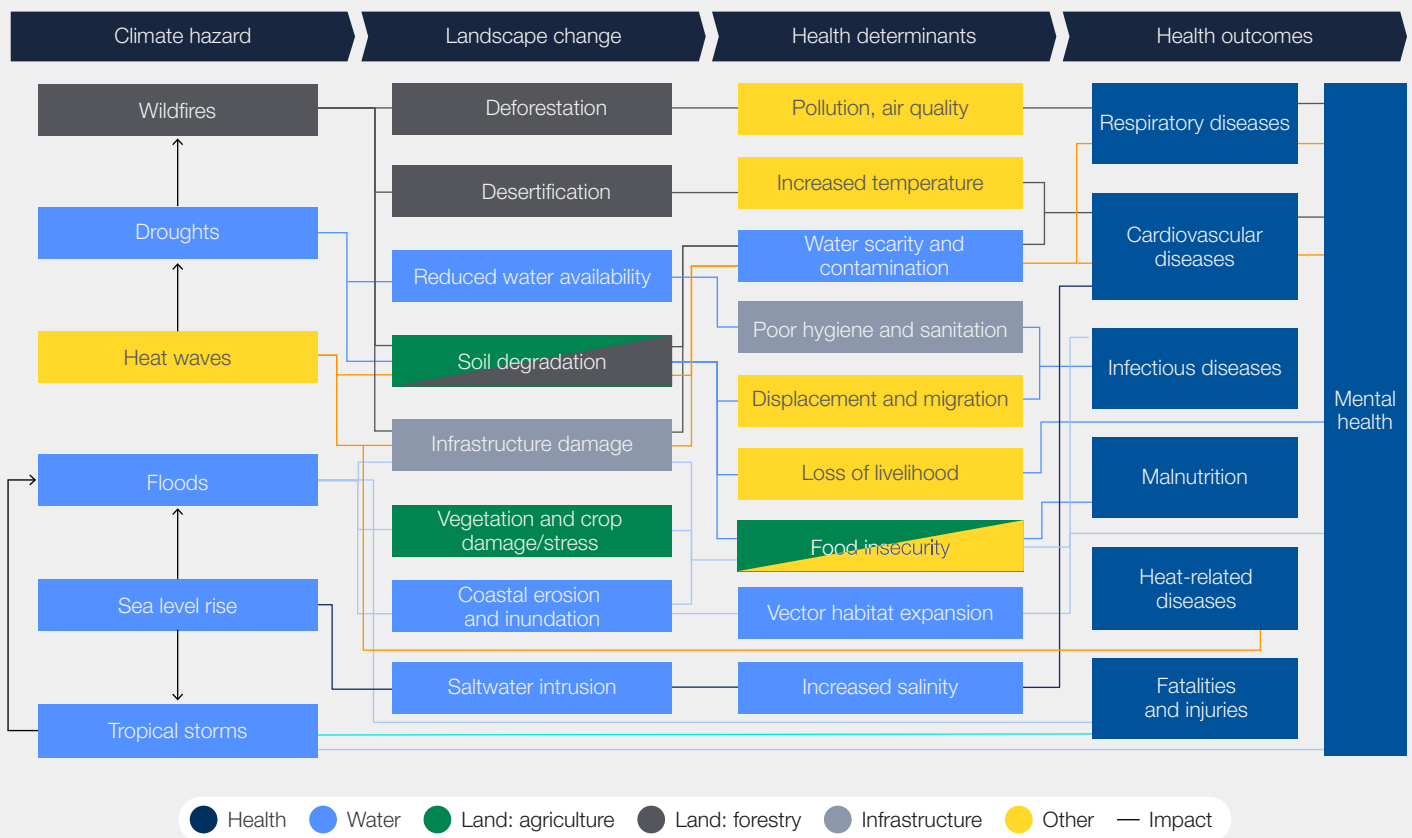 Climate hazard
Landscape change
Health determinants
Health outcomes
Wildfires
Droughts
Heat waves
Floods
Sea level rise
Tropical storms
Deforestation
Desertification
Reduced water availability
Soil degradation
Infrastructure damage
Vegetation and crop
damage/stress
Coastal erosion
and inundation
Saltwater intrusion
Pollution, air quality
Increased temperature
Water scarity and
contamination
Poor hygiene and sanitation
Displacement and migration
Loss of livelihood
Food insecurity
Vector habitat expansion
Increased salinity
Respiratory diseases
Cardiovascular
diseases
Infectious diseases
Malnutrition
Heat-related
diseases
Fatalities
and injuries
Mental
health
Health
Water
Land: agriculture
Land: forestry
Infrastructure
Other
Impact